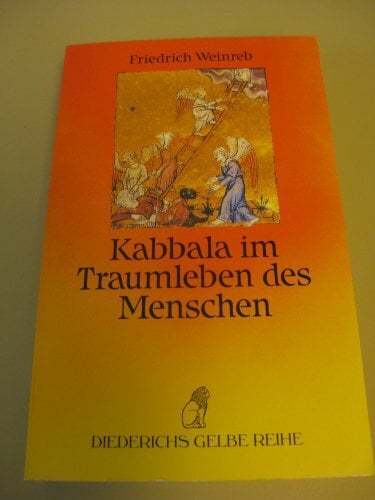 Friedrich Weinreb
Kabbala im
Traumleben des
Menschen
DIEDERICHS GELBE REIHE